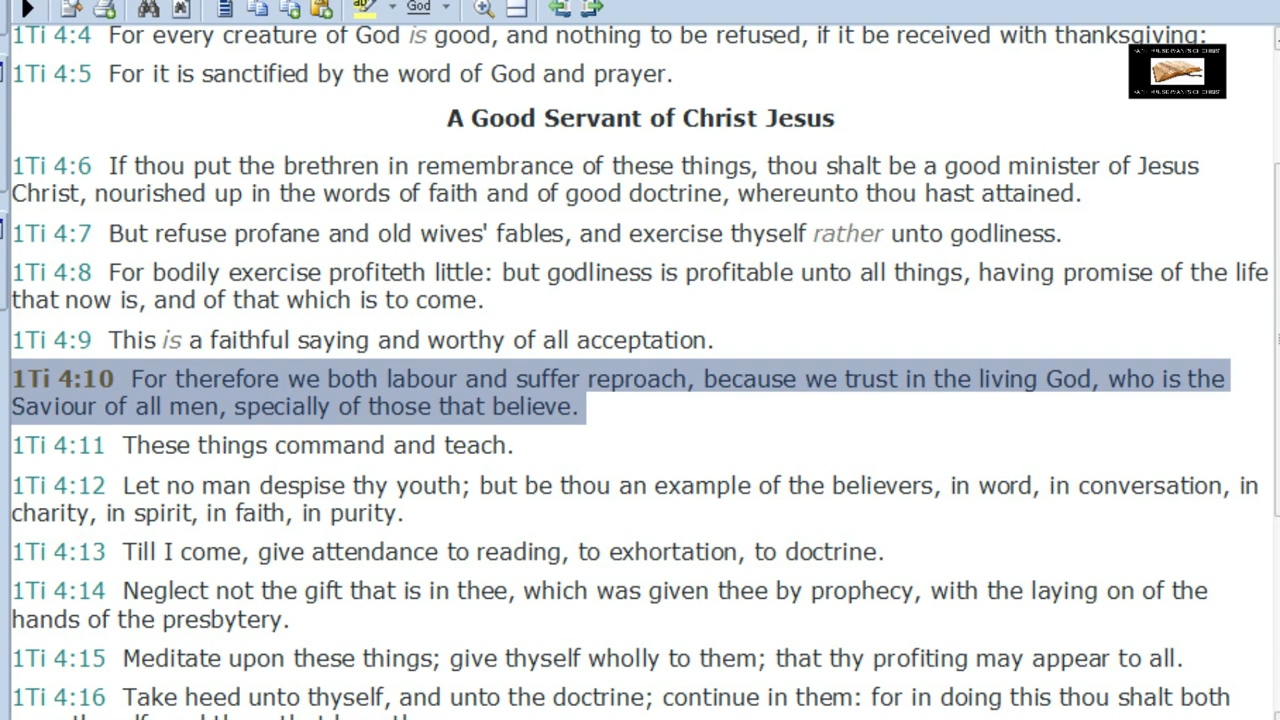 God
1Ti 4:4 For every creature of God is good, and nothing to be refused, if it be received with thanksgiving:
1Ti 4:5 For it is sanctified by the word of God and prayer.
A Good Servant of Christ Jesus
1Ti 4:6 If thou put the brethren in remembrance of these things, thou shalt be a good minister of Jesus
Christ, nourished up in the words of faith and of good doctrine, whereunto thou hast attained.
1Ti 4:7 But refuse profane and old wives' fables, and exercise thyself rather unto godliness.
1Ti 4:8 For bodily exercise profiteth little: but godliness is profitable unto all things, having promise of the life
that now is, and of that which is to come.
1Ti 4:9 This is a faithful saying and worthy of all acceptation.
1Ti 4:10 For therefore we both labour and suffer reproach, because we trust in the living God, who is the
Saviour of all men, specially of those that believe.
1Ti 4:11 These things command and teach.
1Ti 4:12 Let no man despise thy youth; but be thou an example of the believers, in word, in conversation, in
charity, in spirit, in faith, in purity.
1Ti 4:13 Till I come, give attendance to reading, to exhortation, to doctrine.
1Ti 4:14 Neglect not the gift that is in thee, which was given thee by prophecy, with the laying on of the
hands of the presbytery.
1Ti 4:15 Meditate upon these things; give thyself wholly to them; that thy profiting may appear to all.
1Ti 4:16 Take heed unto thyself, and unto the doctrine; continue in them: for in doing this thou shalt both